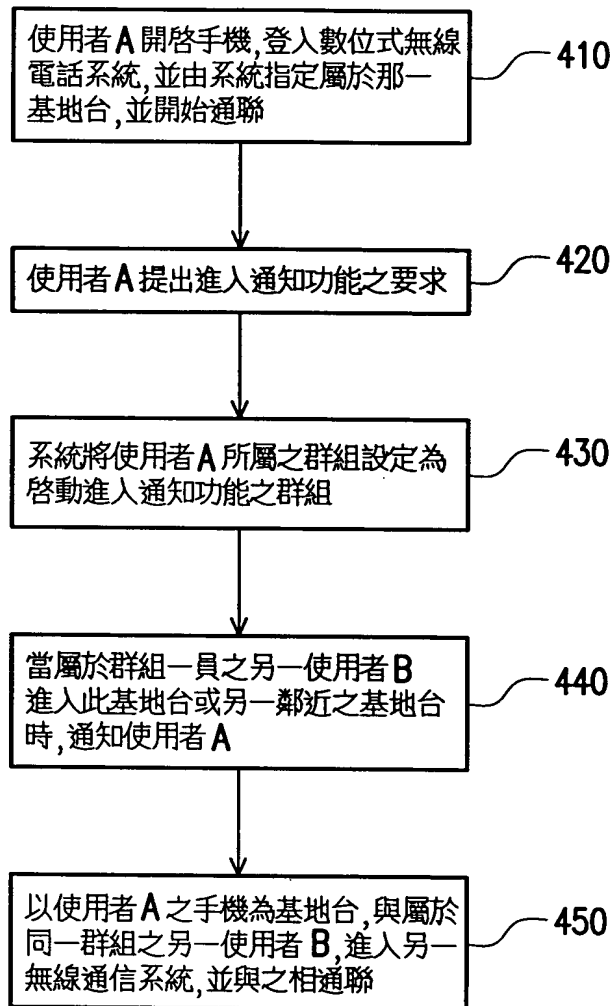 使用者A開啓手機,登入數位式無線
電話系統,並由系統指定屬於那一
基地台,並開始通聯
410
使用者A提出進入通知功能之要求
420
系統將使用者A所屬之群組設定為
啓動進入通知功能之群組
430
當屬於群組一員之另一使用者B
進入此基地台或另一鄰近之基地台
時,通知使用者A
440
以使用者A之手機為基地台,與屬於
同一群組之另一使用者B,進入另一
無線通信系統,並與之相通聯
450